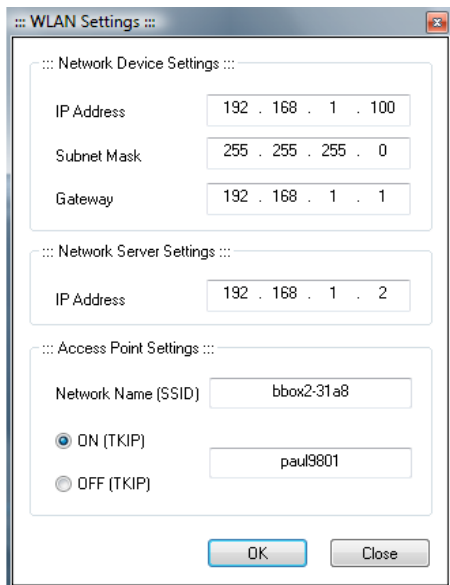 ::: WLAN Settings :::
::: Network Device Settings :::
IP Address 192 . 168 . 1 . 100
Subnet Mask 255 . 255 . 255 . 0
Gateway 192 . 168 . 1 . 1
::: Network Server Settings :::
IP Address 192 . 168 . 1 . 2
::: Access Point Settings :::
Network Name (SSID) bbox2-31a8
ON (TKIP)
paul9801
OFF (TKIP)
OK Close